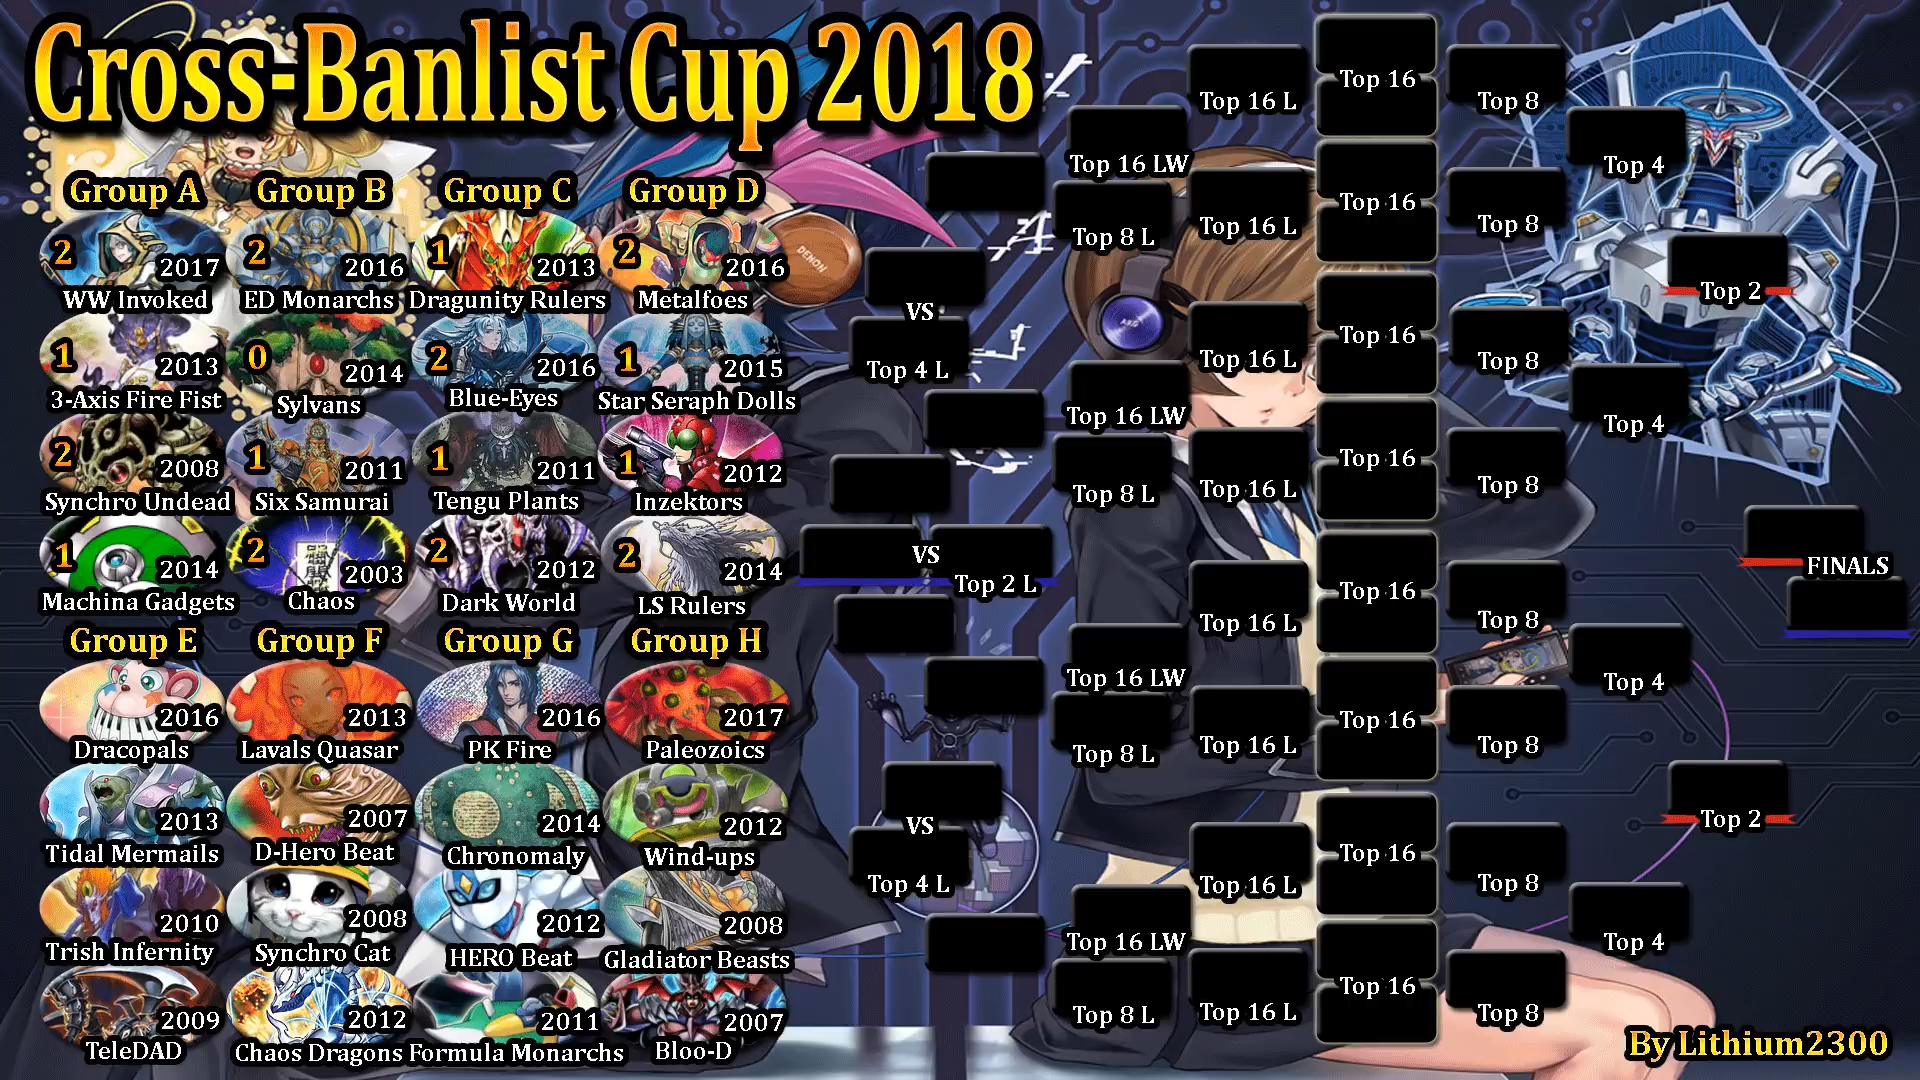 Cross-Banlist Cup 2018
Group A
2
2017
WW Invoked
1
2013
3-Axis Fire Fist
2
2008
Synchro Undead
1
2014
Machina Gadgets
Group B
2
2016
ED Monarchs
0
2014
Sylvans
1
2011
Six Samurai
2
2003
Chaos
Group C
1
2013
Dragunity Rulers
2
2016
Blue-Eyes
1
2011
Tengu Plants
2
2012
Dark World
Group D
2
2016
Metalfoes
1
2015
Star Seraph Dolls
1
2012
Inzektors
2
2014
LS Rulers
Group E
2016
Dracopals
2013
Tidal Mermails
2010
Trish Infernity
2009
TeleDAD
Group F
2013
Lavals Quasar
2007
D-Hero Beat
2008
Synchro Cat
2012
Chaos Dragons
Group G
2016
PK Fire
2014
Chronomaly
2012
HERO Beat
2011
Formula Monarchs
Group H
2017
Paleozoics
2012
Wind-ups
2008
Gladiator Beasts
2007
Bloo-D
DENON
AKG
VS
Top 4 L
VS
Top 2 L
VS
Top 4 L
Top 16 LW
Top 8 L
Top 16 LW
Top 8 L
Top 16 LW
Top 8 L
Top 16 LW
Top 8 L
Top 16 L
Top 16 L
Top 16 L
Top 16 L
Top 16 L
Top 16 L
Top 16 L
Top 16 L
Top 16
Top 16
Top 16
Top 16
Top 16
Top 16
Top 16
Top 16
Top 8
Top 8
Top 8
Top 8
Top 8
Top 8
Top 8
Top 8
Top 4
Top 4
Top 4
Top 4
Top 2
Top 2
FINALS
By Lithium2300